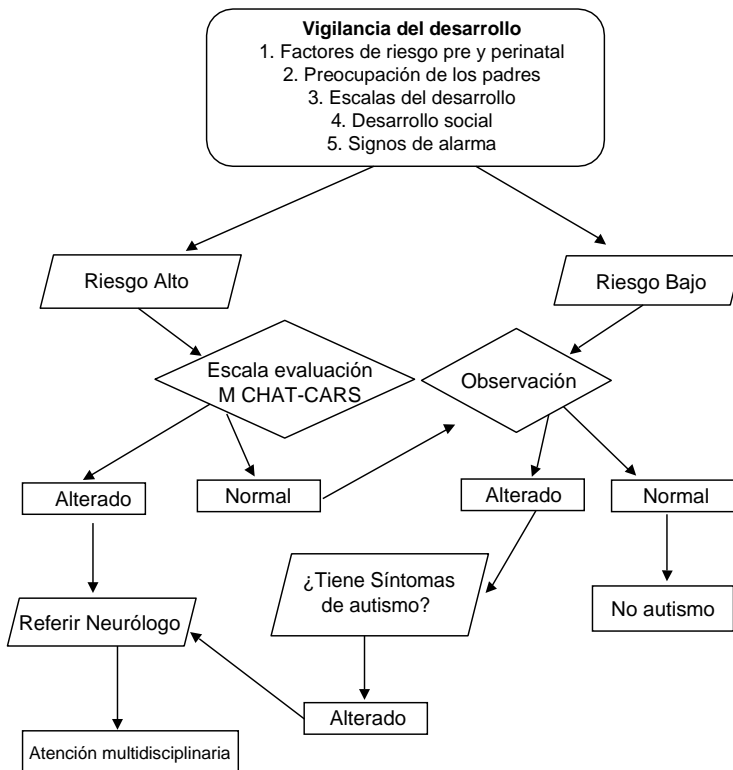 Vigilancia del desarrollo
1. Factores de riesgo pre y perinatal
2. Preocupación de los padres
3. Escalas del desarrollo
4. Desarrollo social
5. Signos de alarma
Riesgo Alto
Riesgo Bajo
Escala evaluación
M CHAT-CARS
Observación
Alterado
Normal
Alterado
Normal
¿Tiene Síntomas
de autismo?
No autismo
Referir Neurólogo
Alterado
Atención multidisciplinaria